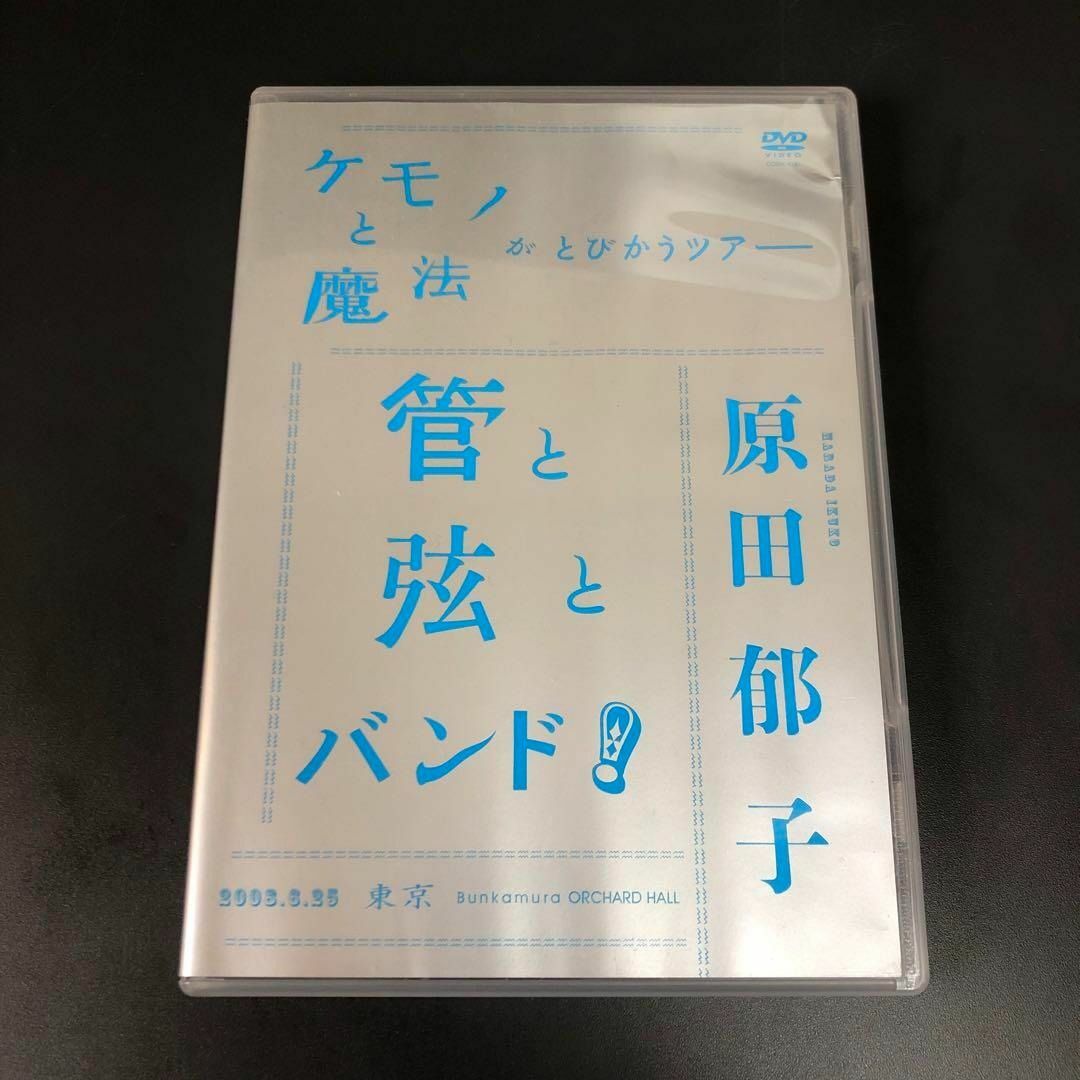 DVD
VIDEO
ケモノ
と
魔法
がとびかうツアー
管と
弦と
バンド!
原田郁子
HARADA IKUKO
2008.6.25 東京 Bunkamura ORCHARD HALL